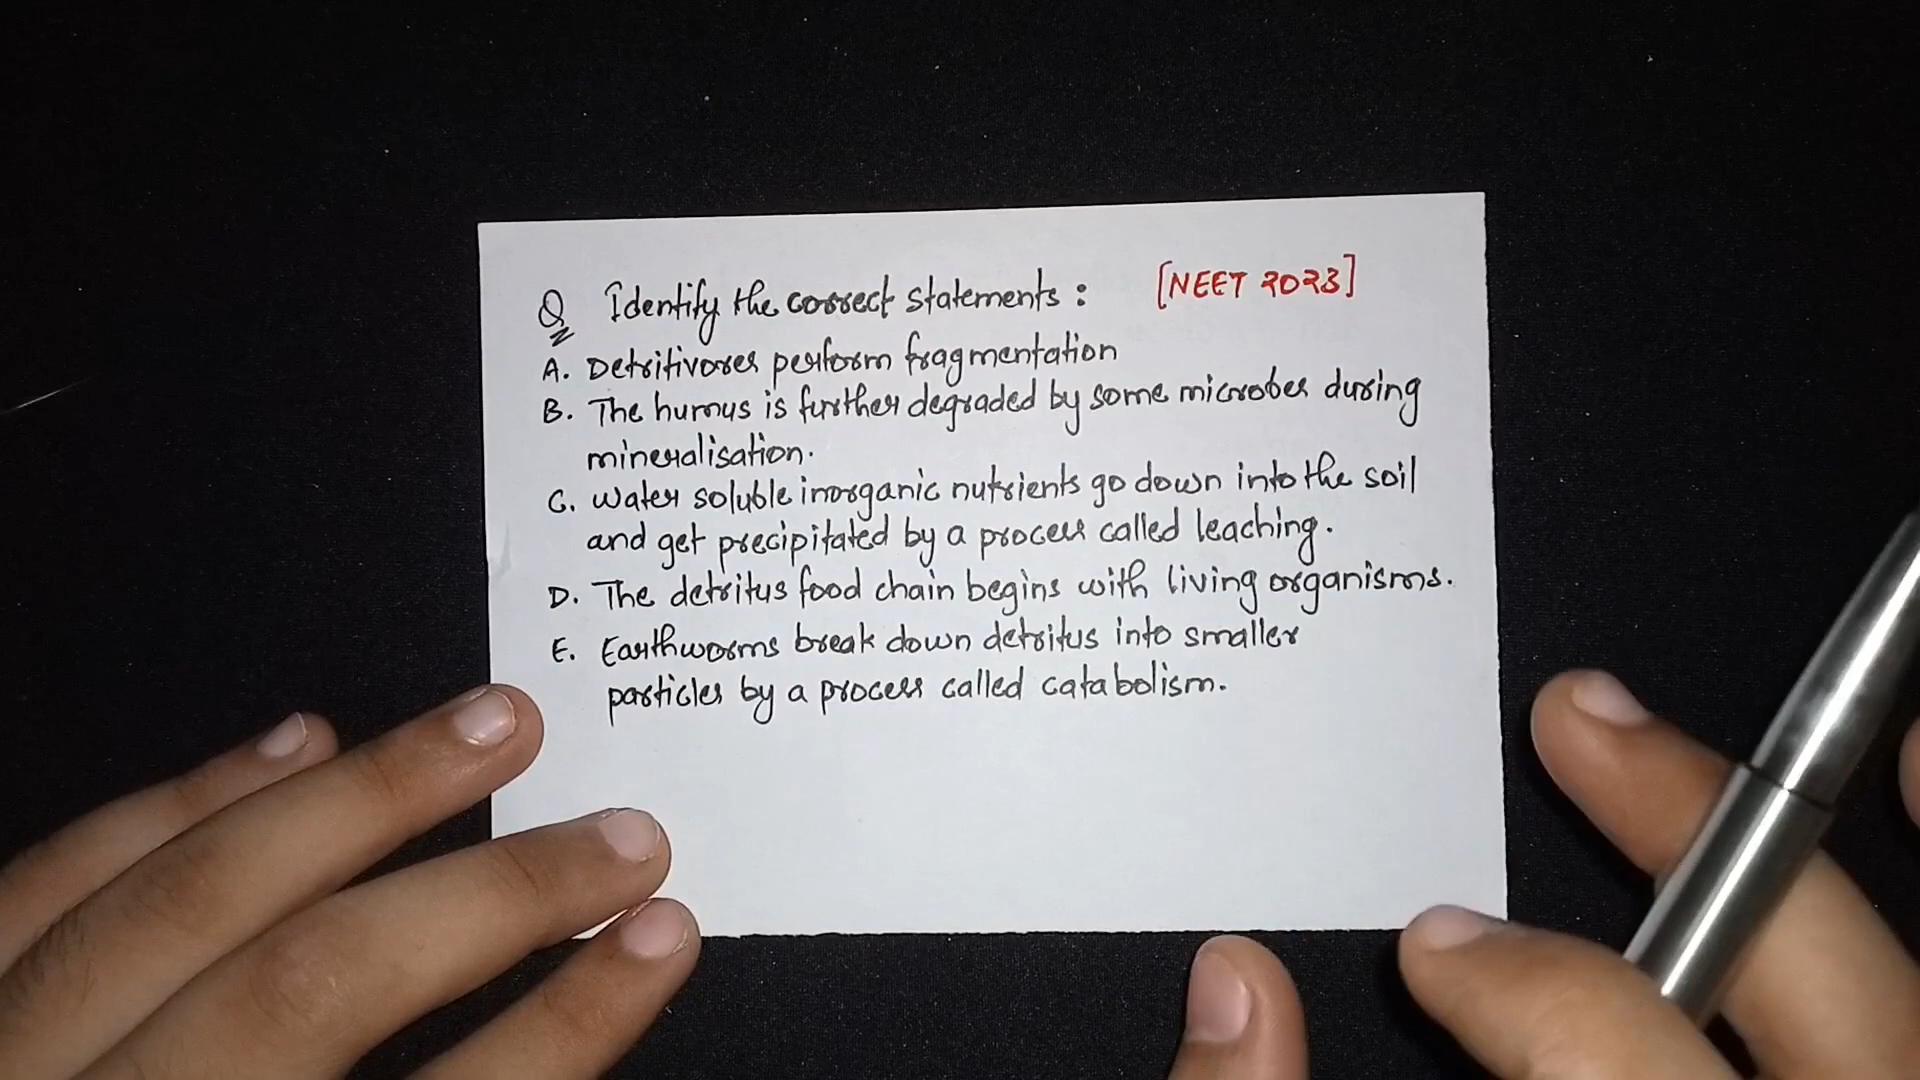 Q Identify the correct statements : [NEET 2023]
A. Detritivores perform fragmentation
B. The humus is further degraded by some microbes during
mineralisation.
C. Water soluble inorganic nutrients go down into the soil
and get precipitated by a process called leaching.
D. The detritus food chain begins with living organisms.
E. Earthworms break down detritus into smaller
particles by a process called catabolism.